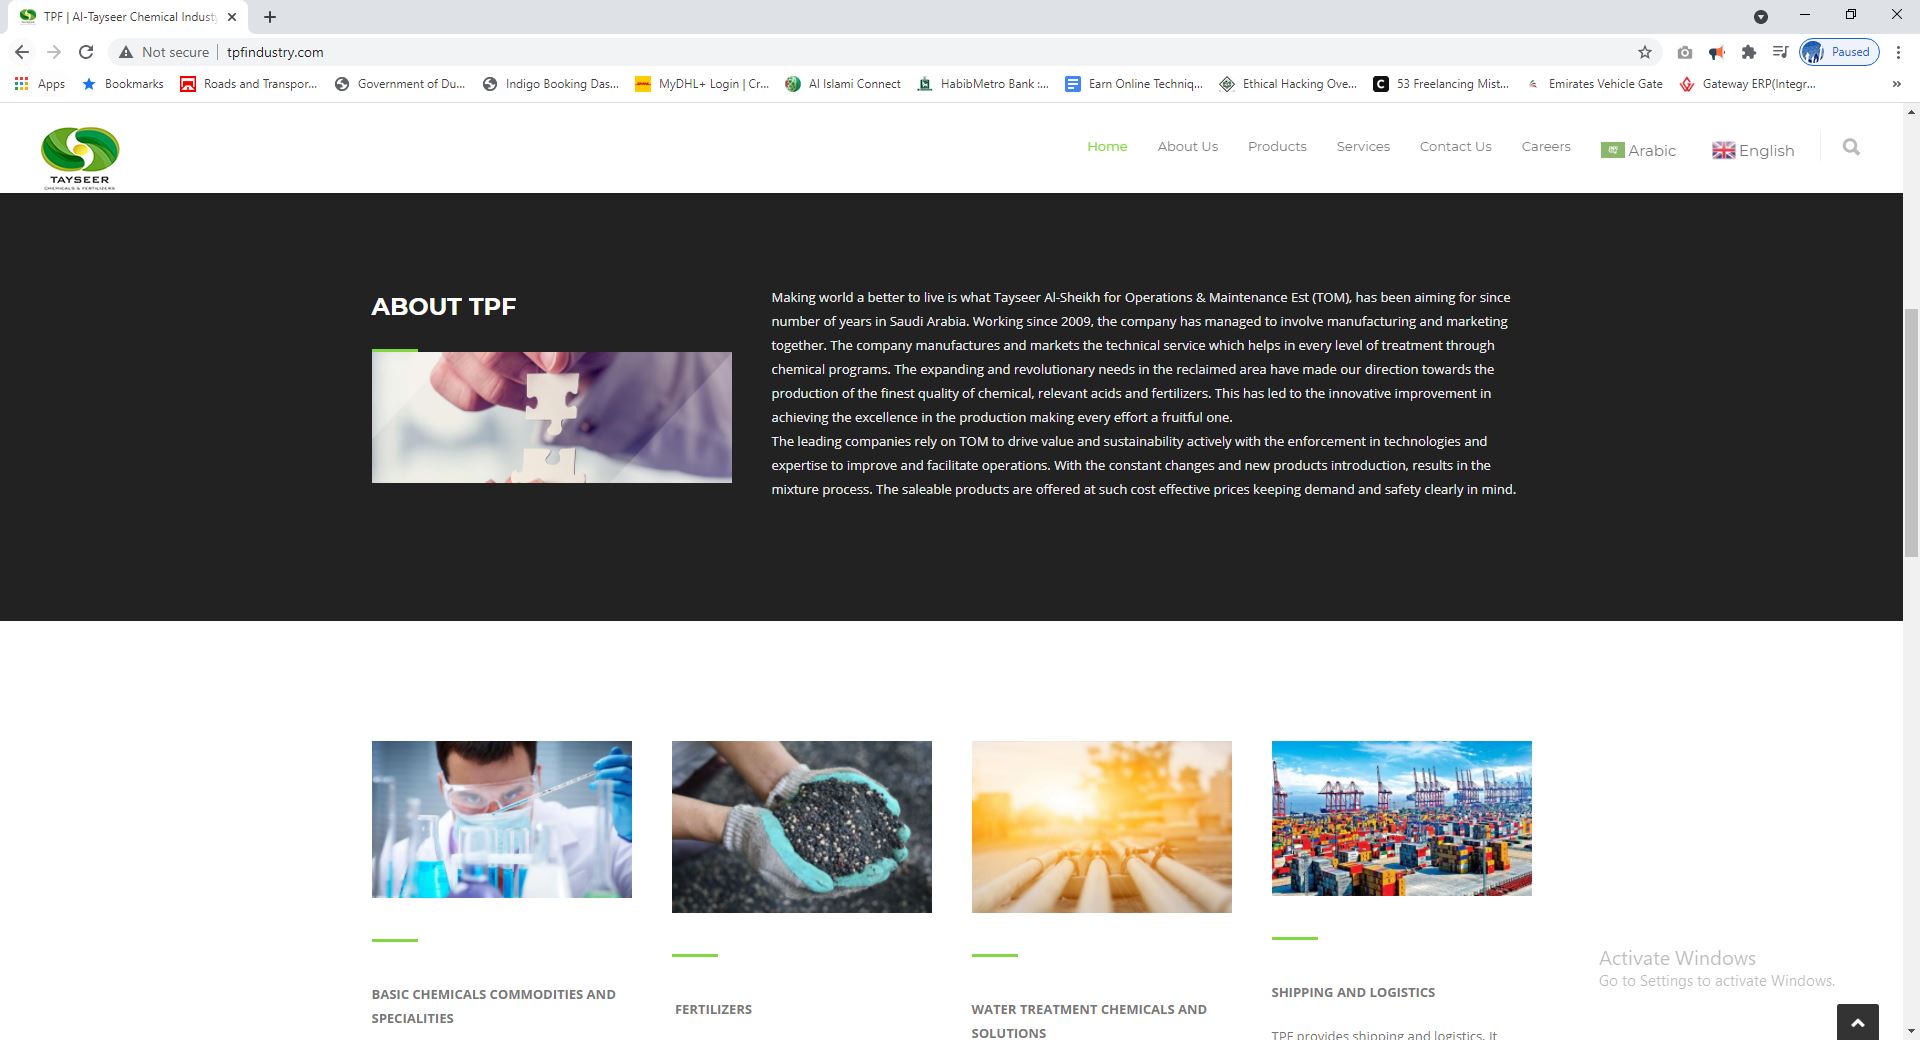 TPF | Al-Tayseer Chemical Indust
Not secure
tpfindustry.com
Paused
Apps
Bookmarks
Roads and Transpor...
Government of Du...
Indigo Booking Das...
MyDHL+ Login | Cr...
Al Islami Connect
HabibMetro Bank :...
Earn Online Techniq...
Ethical Hacking Ove...
53 Freelancing Mist...
Emirates Vehicle Gate
Gateway ERP(Integr...
»
TAYSEER
CHEMICALS & FERTILIZERS
Home
About Us
Products
Services
Contact Us
Careers
Arabic
English
ABOUT TPF
Making world a better to live is what Tayseer Al-Sheikh for Operations & Maintenance Est (TOM), has been aiming for since
number of years in Saudi Arabia. Working since 2009, the company has managed to involve manufacturing and marketing
together. The company manufactures and markets the technical service which helps in every level of treatment through
chemical programs. The expanding and revolutionary needs in the reclaimed area have made our direction towards the
production of the finest quality of chemical, relevant acids and fertilizers. This has led to the innovative improvement in
achieving the excellence in the production making every effort a fruitful one.
The leading companies rely on TOM to drive value and sustainability actively with the enforcement in technologies and
expertise to improve and facilitate operations. With the constant changes and new products introduction, results in the
mixture process. The saleable products are offered at such cost effective prices keeping demand and safety clearly in mind.
BASIC CHEMICALS COMMODITIES AND
SPECIALITIES
FERTILIZERS
WATER TREATMENT CHEMICALS AND
SOLUTIONS
SHIPPING AND LOGISTICS
TPF provides shipping and logistics. It
Activate Windows
Go to Settings to activate Windows.